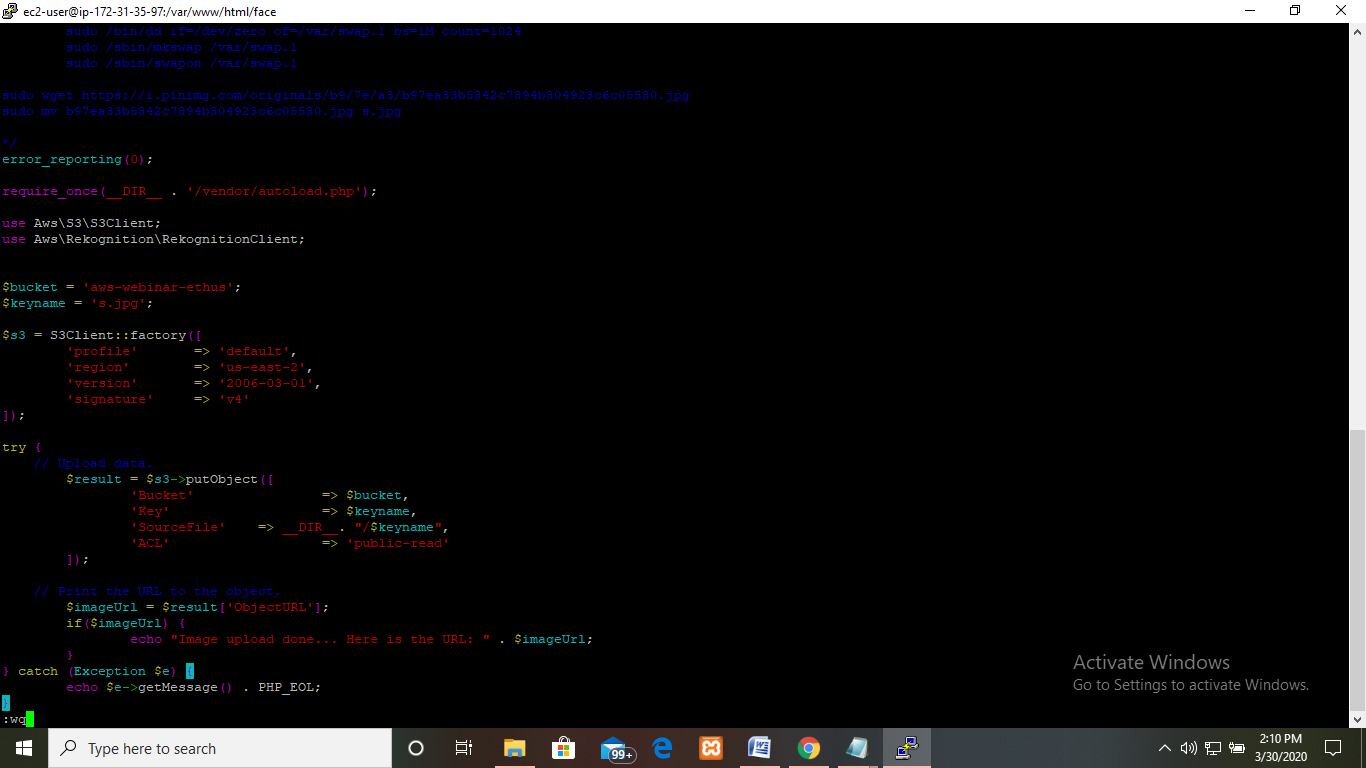 ec2-user@ip-172-31-35-97:/var/www/html/face
sudo /bin/dd if=/dev/zero of=/var/swap.1 bs=1M count=1024
sudo /sbin/mkswap /var/swap.1
sudo /sbin/swapon /var/swap.1
sudo wget https://i.pinimg.com/originals/b9/7e/a3/b97ea33b5842c7894b804923c6c05580.jpg
sudo mv b97ea33b5842c7894b804923c6c05580.jpg s.jpg
*/
error_reporting(0);
require_once(__DIR__ . '/vendor/autoload.php');
use Aws\S3\S3Client;
use Aws\Rekognition\RekognitionClient;
$bucket = 'aws-webinar-ethus';
$keyname = 's.jpg';
$s3 = S3Client::factory([
'profile' => 'default',
'region' => 'us-east-2',
'version' => '2006-03-01',
'signature' => 'v4'
]);
try {
// Upload data.
$result = $s3->putObject([
'Bucket' => $bucket,
'Key' => $keyname,
'SourceFile' => __DIR__. "/$keyname",
'ACL' => 'public-read'
]);
// Print the URL to the object.
$imageUrl = $result['ObjectURL'];
if($imageUrl) {
echo "Image upload done... Here is the URL: " . $imageUrl;
}
} catch (Exception $e) {
echo $e->getMessage() . PHP_EOL;
}
:wq
Activate Windows
Go to Settings to activate Windows.
Type here to search
99+
2:10 PM
3/30/2020